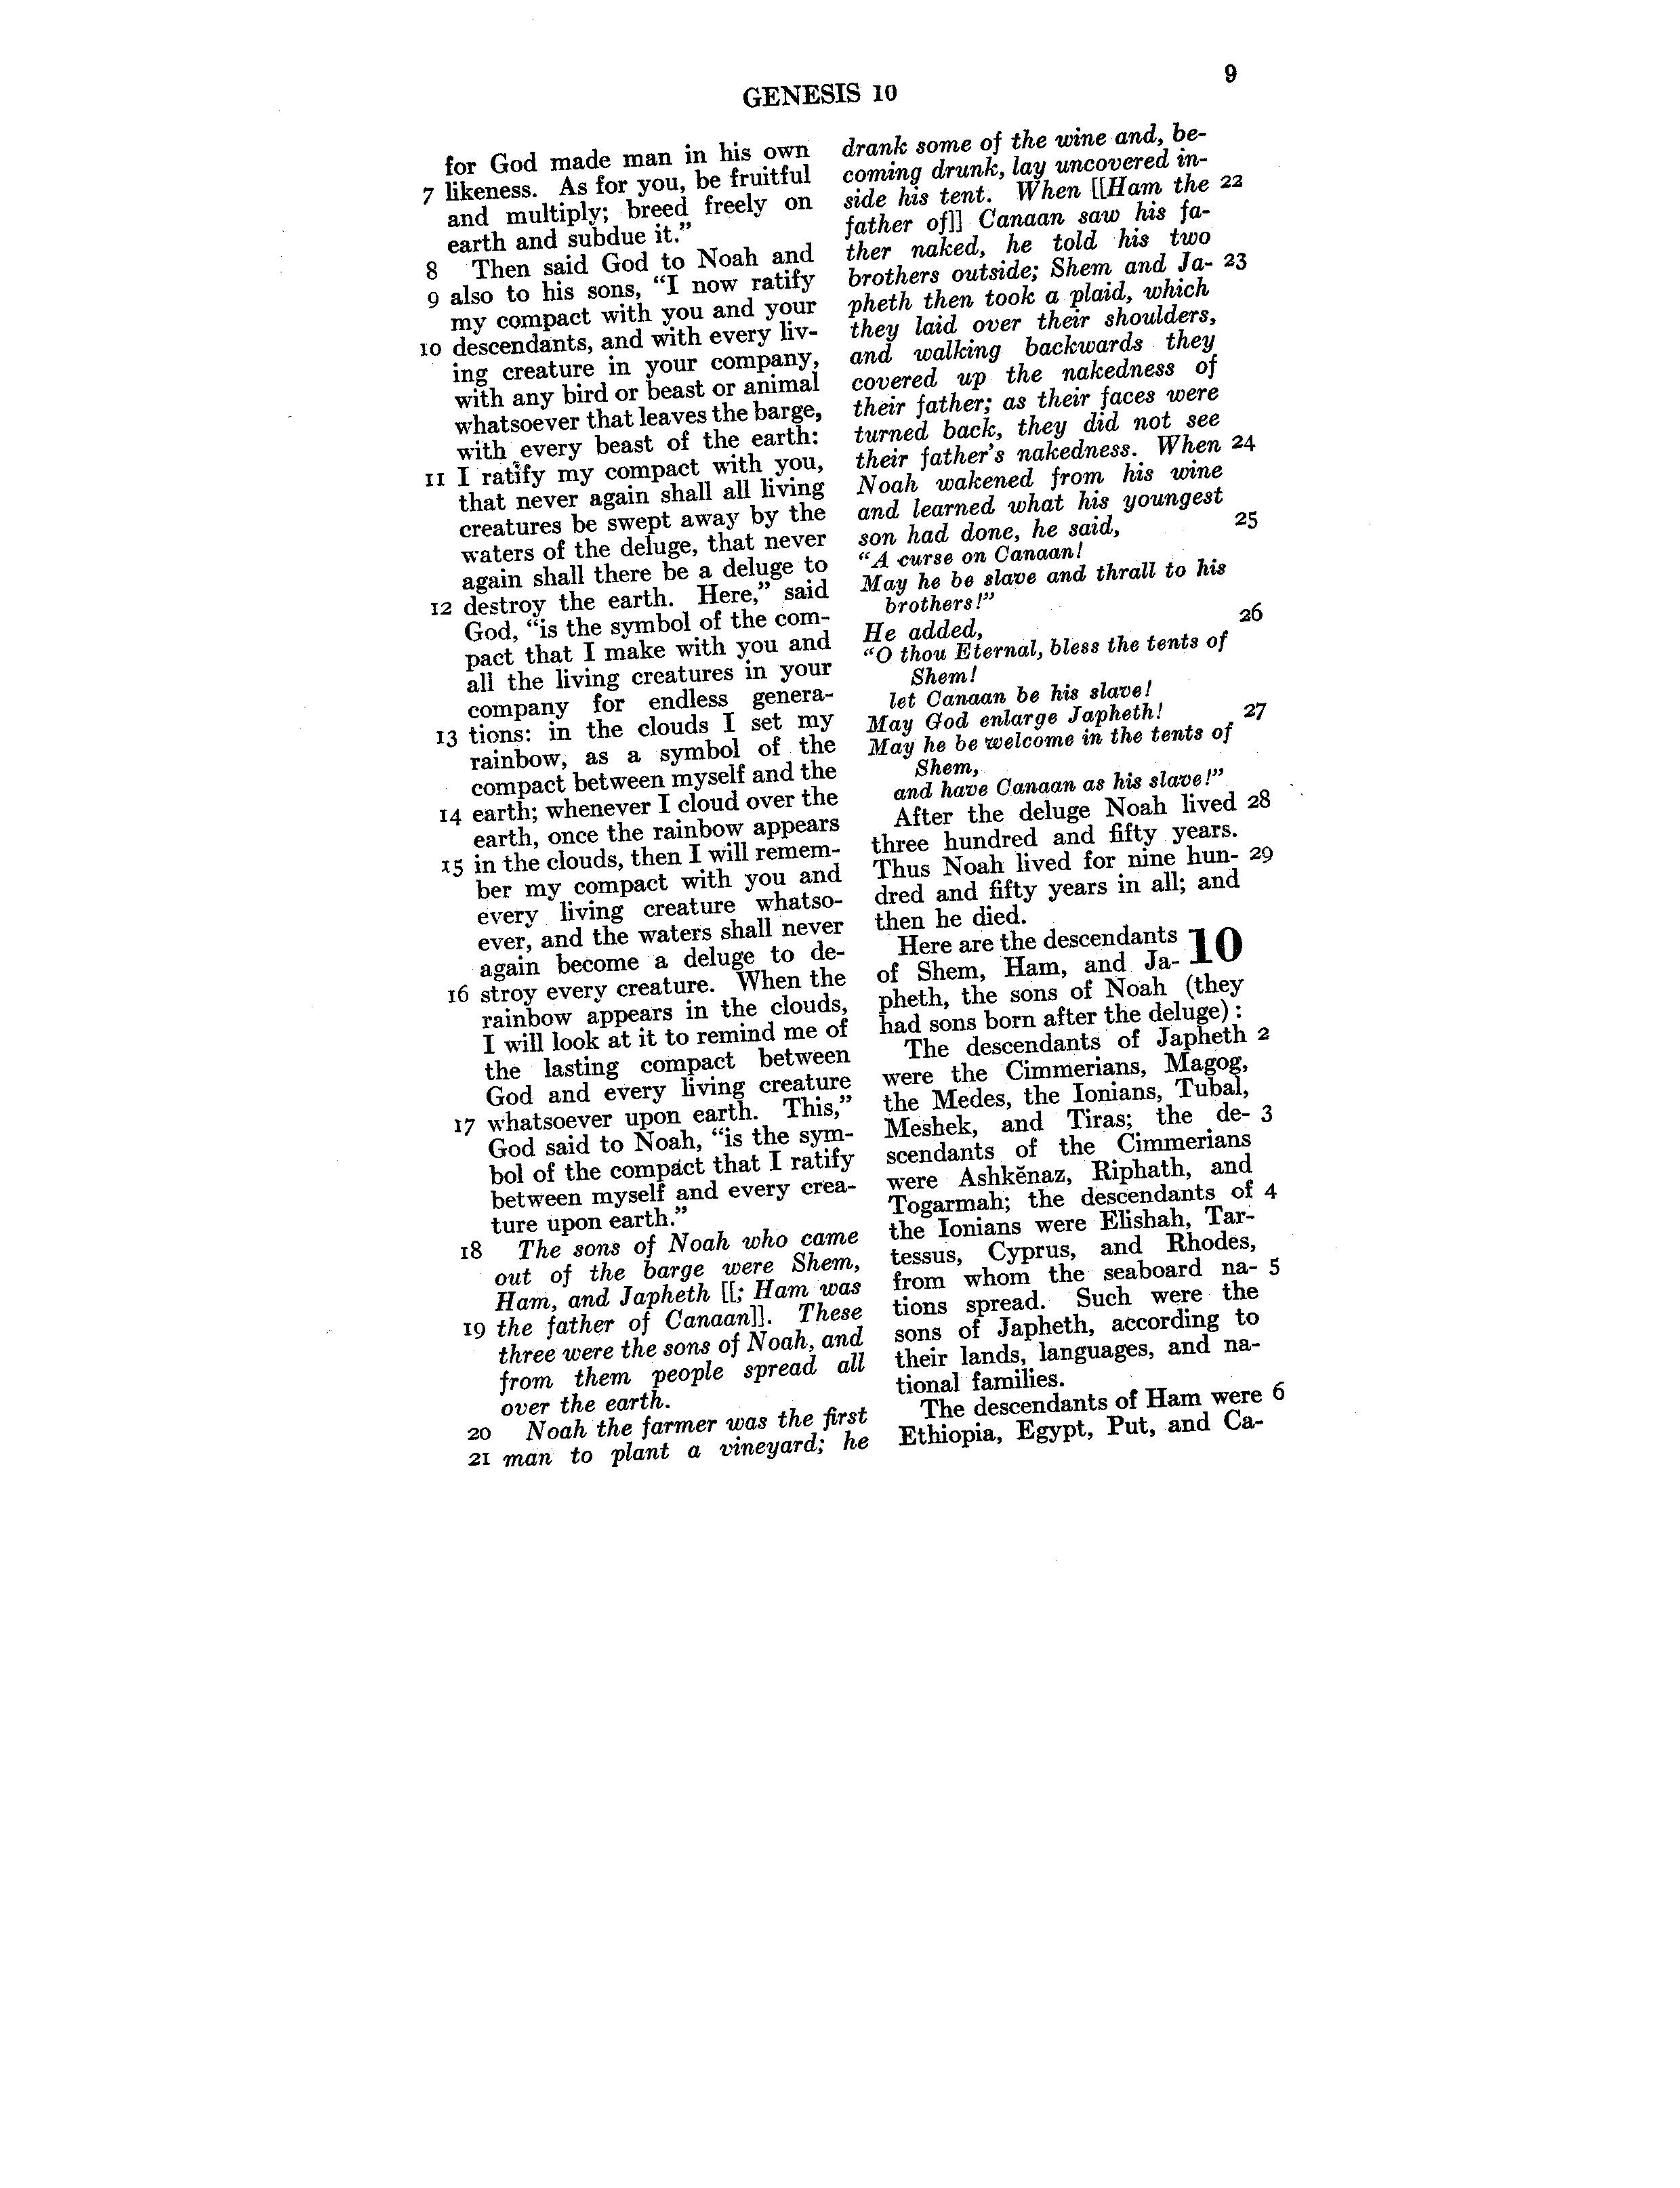 GENESIS 10
9
for God made man in his own
7 likeness. As for you, be fruitful
and multiply; breed freely on
earth and subdue it.”
8 Then said God to Noah and
9 also to his sons, “I now ratify
my compact with you and your
10 descendants, and with every liv-
ing creature in your company,
with any bird or beast or animal
whatsoever that leaves the barge,
with every beast of the earth:
11 I ratify my compact with you,
that never again shall all living
creatures be swept away by the
waters of the deluge, that never
again shall there be a deluge to
12 destroy the earth. Here,” said
God, “is the symbol of the com-
pact that I make with you and
all the living creatures in your
company for endless genera-
13 tions: in the clouds I set my
rainbow, as a symbol of the
compact between myself and the
14 earth; whenever I cloud over the
earth, once the rainbow appears
15 in the clouds, then I will remem-
ber my compact with you and
every living creature whatso-
ever, and the waters shall never
again become a deluge to de-
16 stroy every creature. When the
rainbow appears in the clouds,
I will look at it to remind me of
the lasting compact between
God and every living creature
17 whatsoever upon earth. This,”
God said to Noah, “is the sym-
bol of the compact that I ratify
between myself and every crea-
ture upon earth.”
18 The sons of Noah who came
out of the barge were Shem,
Ham, and Japheth [[; Ham was
19 the father of Canaan]]. These
three were the sons of Noah, and
from them people spread all
over the earth.
20 Noah the farmer was the first
21 man to plant a vineyard; he
drank some of the wine and, be-
coming drunk, lay uncovered in-
side his tent. When [[Ham the 22
father of]] Canaan saw his fa-
ther naked, he told his two
brothers outside; Shem and Ja- 23
pheth then took a plaid, which
they laid over their shoulders,
and walking backwards they
covered up the nakedness of
their father; as their faces were
turned back, they did not see
their father's nakedness. When 24
Noah wakened from his wine
and learned what his youngest
son had done, he said, 25
“A curse on Canaan!
May he be slave and thrall to his
brothers!”
He added, 26
“O thou Eternal, bless the tents of
Shem!
let Canaan be his slave!
May God enlarge Japheth! 27
May he be welcome in the tents of
Shem,
and have Canaan as his slave!”
After the deluge Noah lived 28
three hundred and fifty years.
Thus Noah lived for nine hun- 29
dred and fifty years in all; and
then he died.
Here are the descendants 10
of Shem, Ham, and Ja-
pheth, the sons of Noah (they
had sons born after the deluge):
The descendants of Japheth 2
were the Cimmerians, Magog,
the Medes, the Ionians, Tubal,
Meshek, and Tiras; the de- 3
scendants of the Cimmerians
were Ashkĕnaz, Riphath, and
Togarmah; the descendants of 4
the Ionians were Elishah, Tar-
tessus, Cyprus, and Rhodes,
from whom the seaboard na- 5
tions spread. Such were the
sons of Japheth, according to
their lands, languages, and na-
tional families.
The descendants of Ham were 6
Ethiopia, Egypt, Put, and Ca-